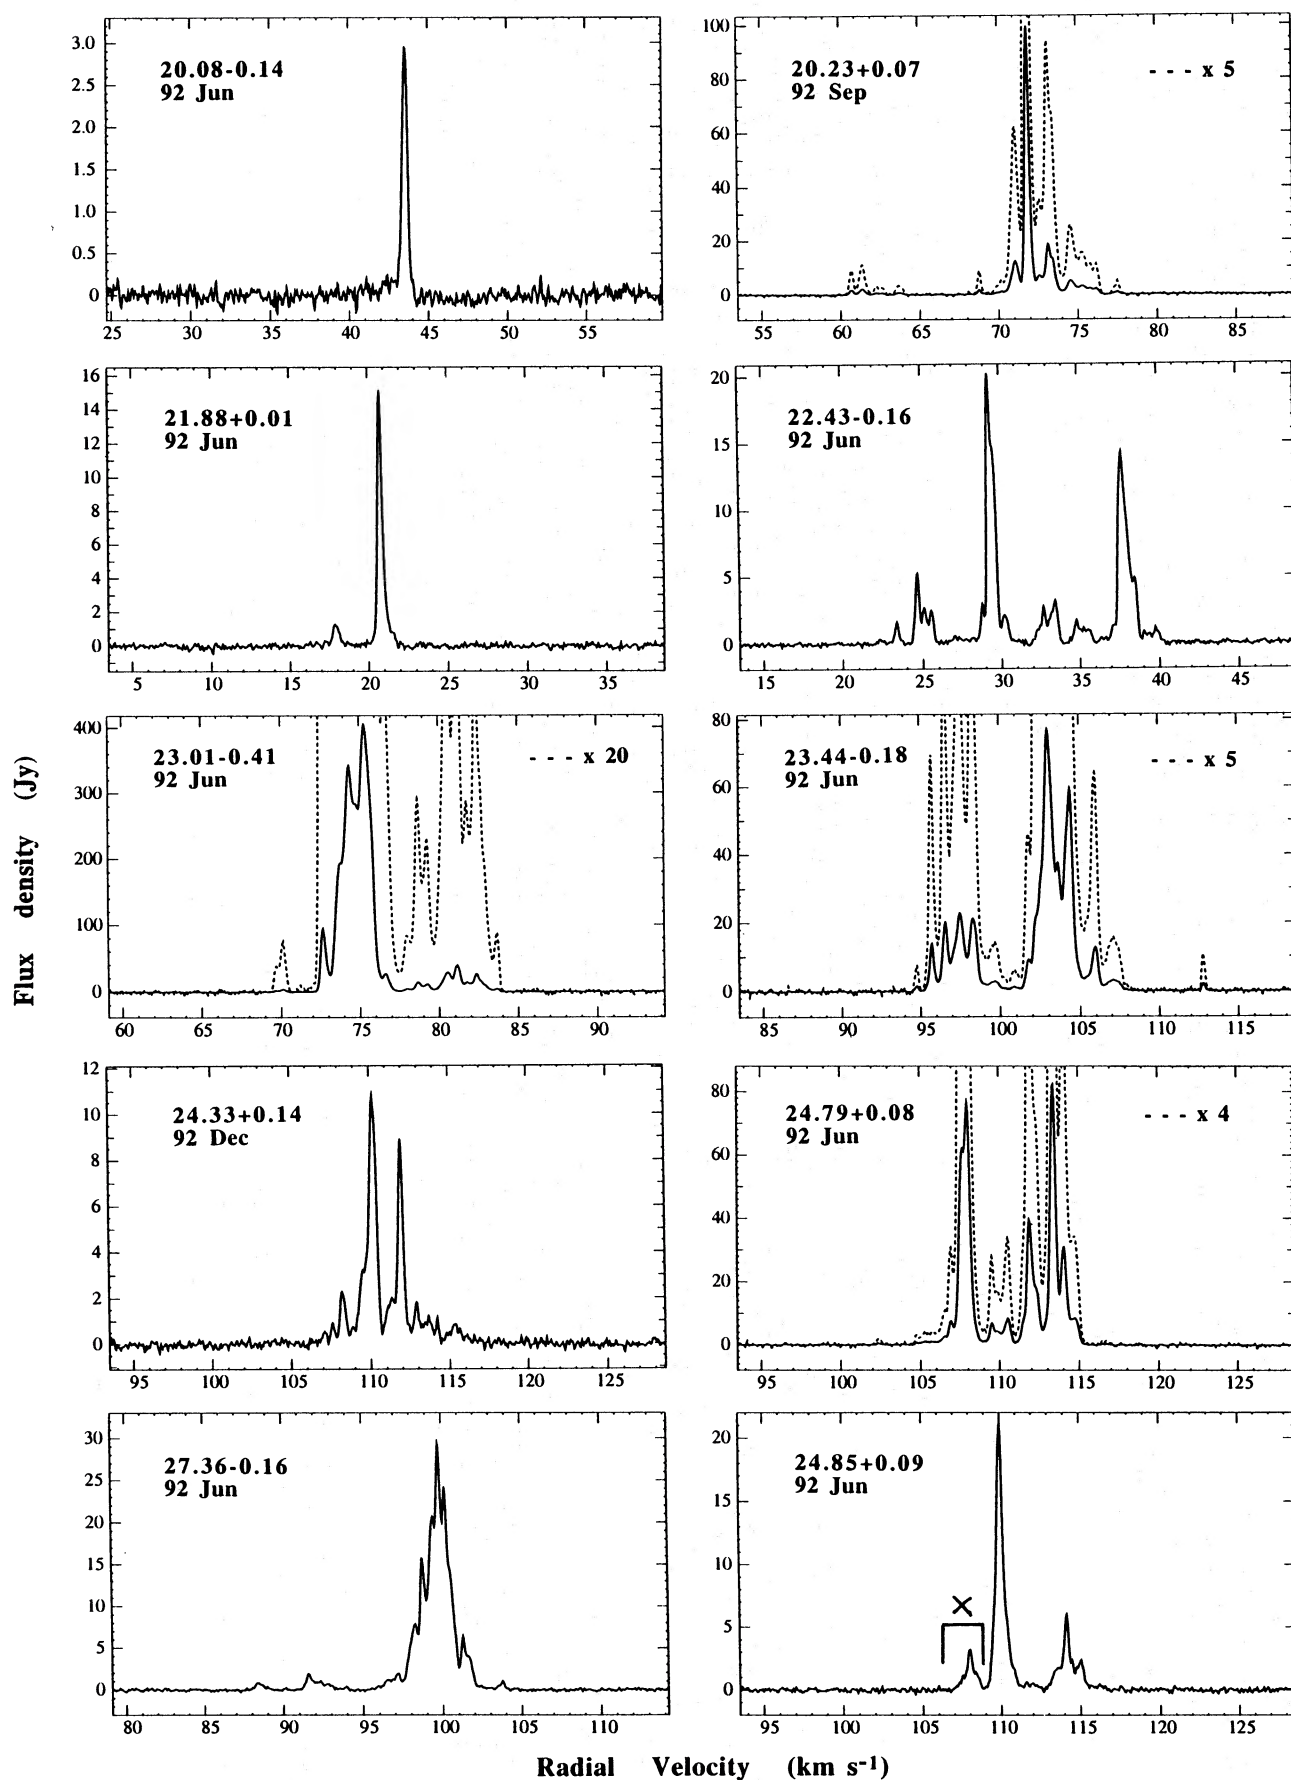 20.08-0.14
92 Jun
3.0
2.5
2.0
1.5
1.0
0.5
0
25 30 35 40 45 50 55
20.23+0.07
92 Sep
- - - x 5
100
80
60
40
20
0
55 60 65 70 75 80 85
21.88+0.01
92 Jun
16
14
12
10
8
6
4
2
0
5 10 15 20 25 30 35
22.43-0.16
92 Jun
20
15
10
5
0
15 20 25 30 35 40 45
Flux density (Jy)
23.01-0.41
92 Jun
- - - x 20
400
300
200
100
0
60 65 70 75 80 85 90
23.44-0.18
92 Jun
- - - x 5
80
60
40
20
0
85 90 95 100 105 110 115
24.33+0.14
92 Dec
12
10
8
6
4
2
0
95 100 105 110 115 120 125
24.79+0.08
92 Jun
- - - x 4
80
60
40
20
0
95 100 105 110 115 120 125
27.36-0.16
92 Jun
30
25
20
15
10
5
0
80 85 90 95 100 105 110
24.85+0.09
92 Jun
20
15
10
5
0
×
95 100 105 110 115 120 125
Radial Velocity (km s⁻¹)